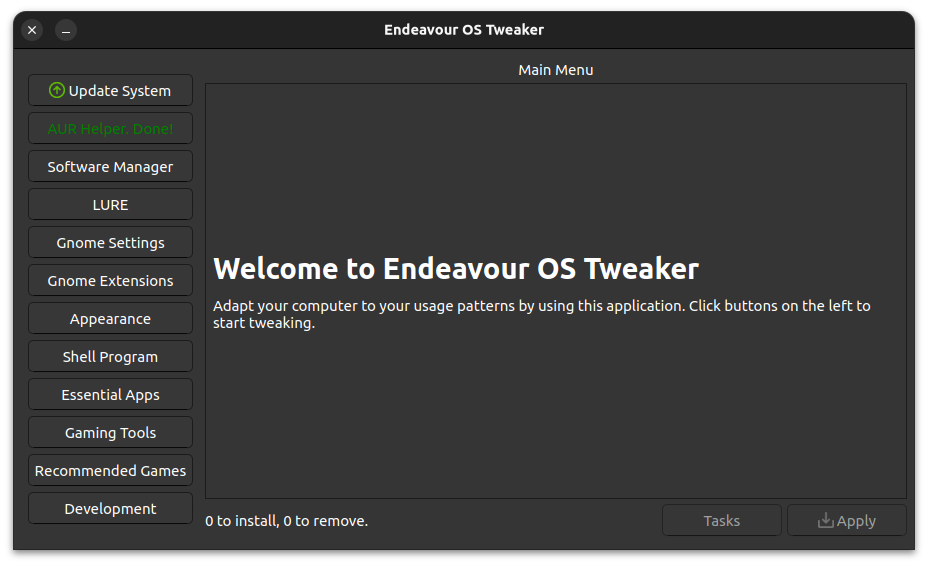 Endeavour OS Tweaker
Main Menu
Update System
AUR Helper. Done!
Software Manager
LURE
Gnome Settings
Gnome Extensions
Appearance
Shell Program
Essential Apps
Gaming Tools
Recommended Games
Development
Welcome to Endeavour OS Tweaker
Adapt your computer to your usage patterns by using this application. Click buttons on the left to
start tweaking.
0 to install, 0 to remove.
Tasks
Apply